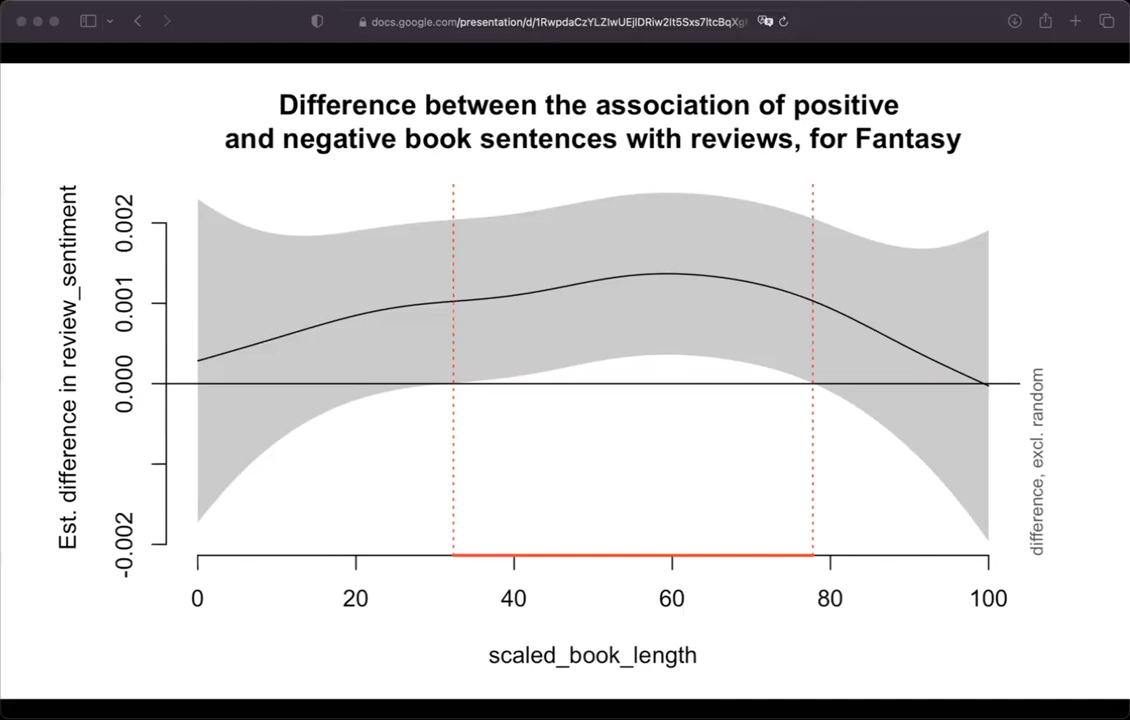 docs.google.com/presentation/d/
Difference between the association of positive
and negative book sentences with reviews, for Fantasy
Est. difference in review_sentiment
0.002
0.001
0.000
-0.002
difference, excl. random
0 20 40 60 80 100
scaled_book_length